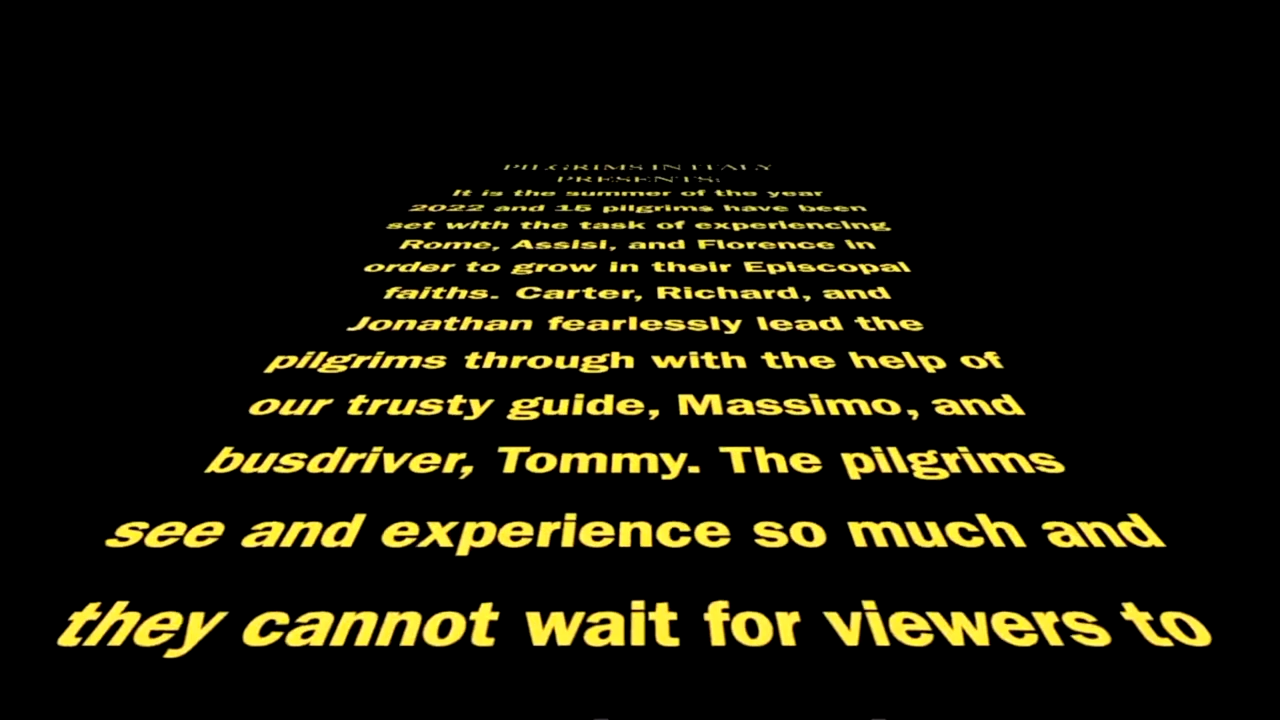 PILGRIMS IN ITALY
PRESENTS:
It is the summer of the year
2022 and 15 pilgrims have been
set with the task of experiencing
Rome, Assisi, and Florence in
order to grow in their Episcopal
faiths. Carter, Richard, and
Jonathan fearlessly lead the
pilgrims through with the help of
our trusty guide, Massimo, and
busdriver, Tommy. The pilgrims
see and experience so much and
they cannot wait for viewers to